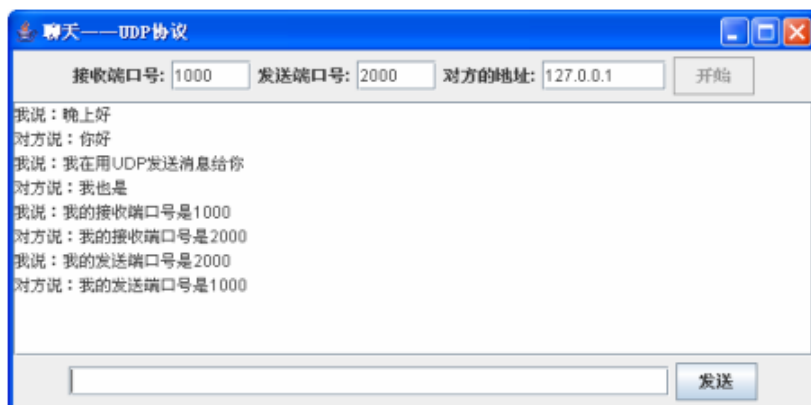 聊天——UDP协议
接收端口号: 1000 发送端口号: 2000 对方的地址: 127.0.0.1 开始
我说：晚上好
对方说：你好
我说：我在用UDP发送消息给你
对方说：我也是
我说：我的接收端口号是1000
对方说：我的接收端口号是2000
我说：我的发送端口号是2000
对方说：我的发送端口号是1000
发送